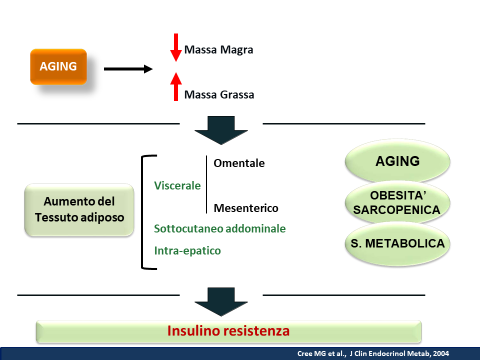 AGING
Massa Magra
Massa Grassa
Aumento del
Tessuto adiposo
Viscerale
Omentale
Mesenterico
Sottocutaneo addominale
Intra-epatico
AGING
OBESITA'
SARCOPENICA
S. METABOLICA
Insulino resistenza
Cree MG et al., J Clin Endocrinol Metab, 2004